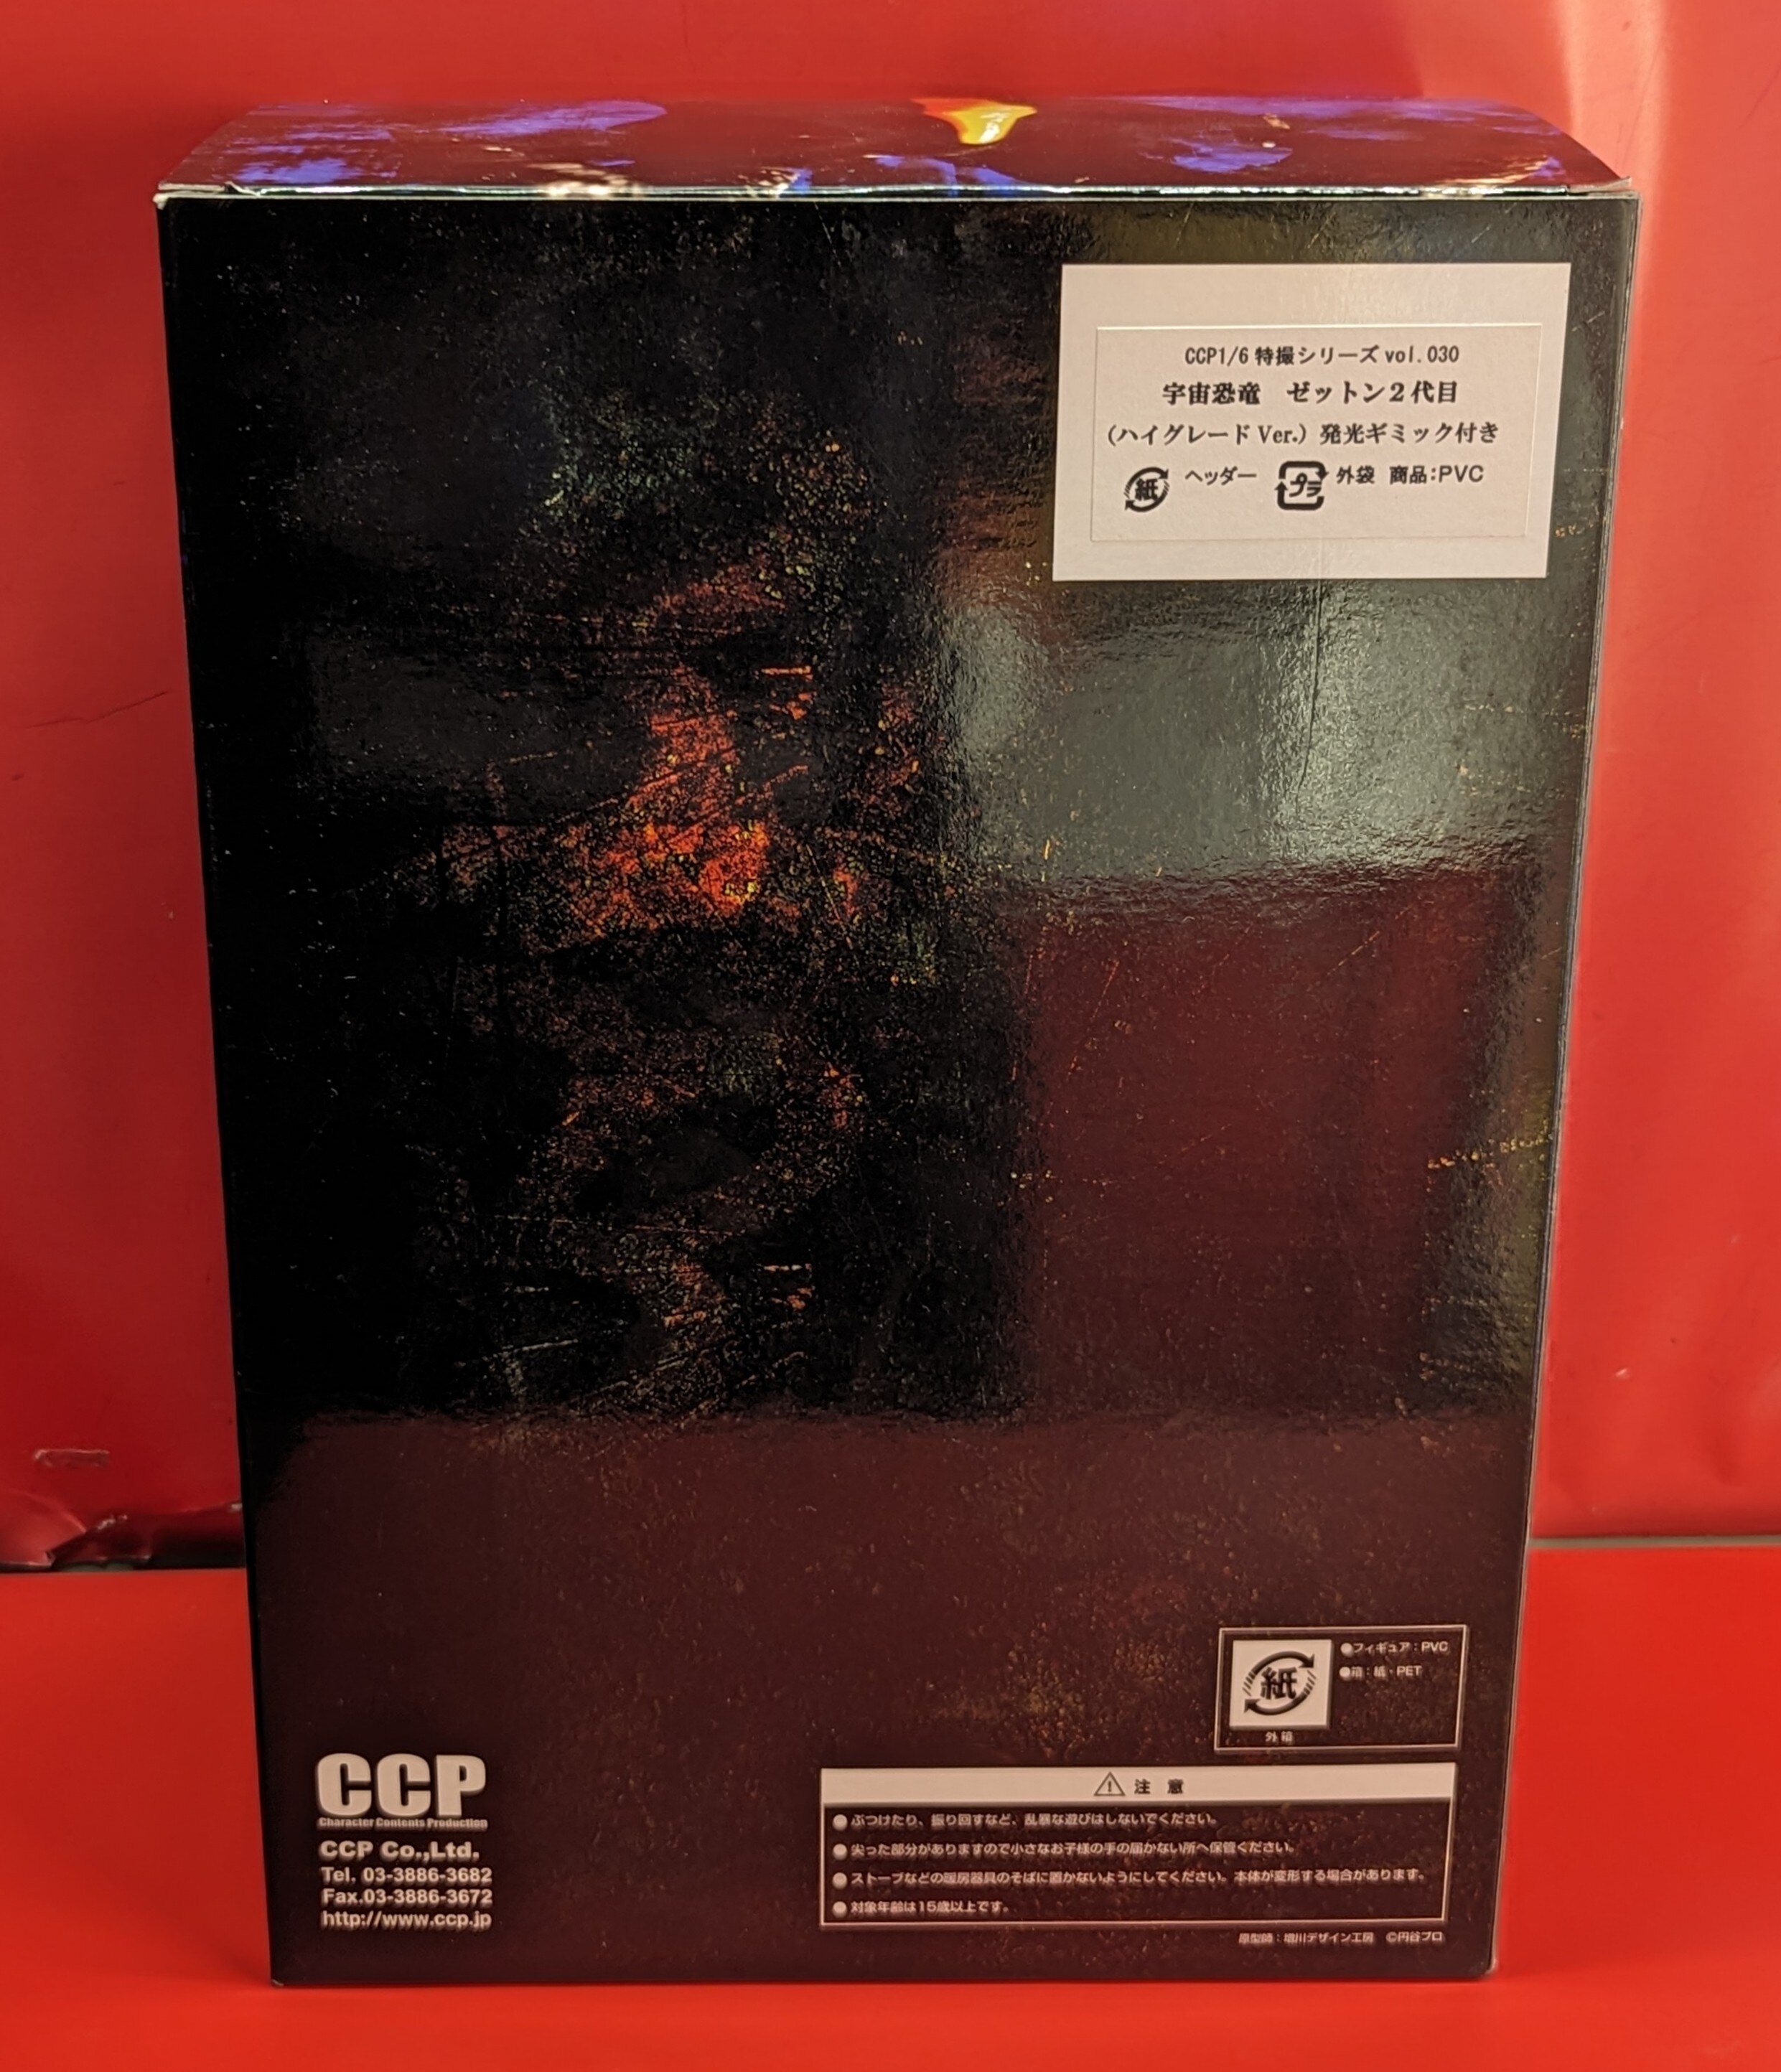 CCP1/6 特撮シリーズ vol.030
宇宙恐竜 ゼットン2代目
(ハイグレード Ver.) 発光ギミック付き
紙 ヘッダー プラ 外袋 商品:PVC
紙
外箱
●フィギュア:PVC
●箱:紙・PET
CCP
Character Contents Production
CCP Co.,Ltd.
Tel. 03-3886-3682
Fax.03-3886-3672
http://www.ccp.jp
注 意
●ぶつけたり、振り回すなど、乱暴な遊びはしないでください。
●尖った部分がありますので小さなお子様の手の届かない所へ保管ください。
●ストーブなどの暖房器具のそばに置かないようにしてください。本体が変形する場合があります。
●対象年齢は15歳以上です。
原型師:堀川デザイン工房 ©円谷プロ